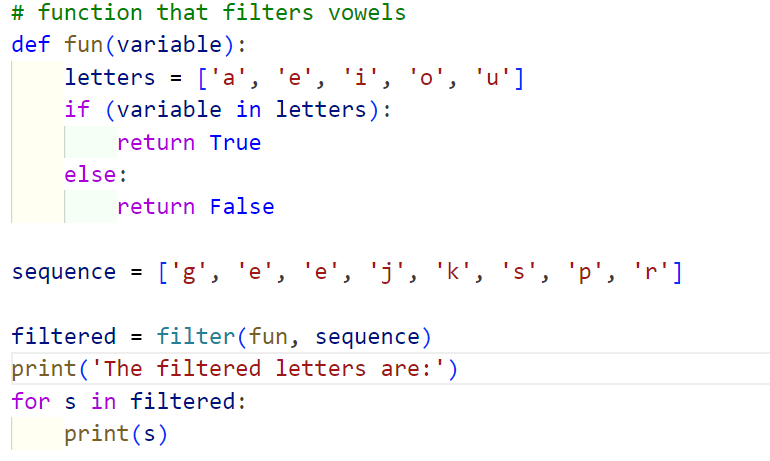 # function that filters vowels
def fun(variable):
    letters = ['a', 'e', 'i', 'o', 'u']
    if (variable in letters):
        return True
    else:
        return False

sequence = ['g', 'e', 'e', 'j', 'k', 's', 'p', 'r']

filtered = filter(fun, sequence)
print('The filtered letters are:')
for s in filtered:
    print(s)